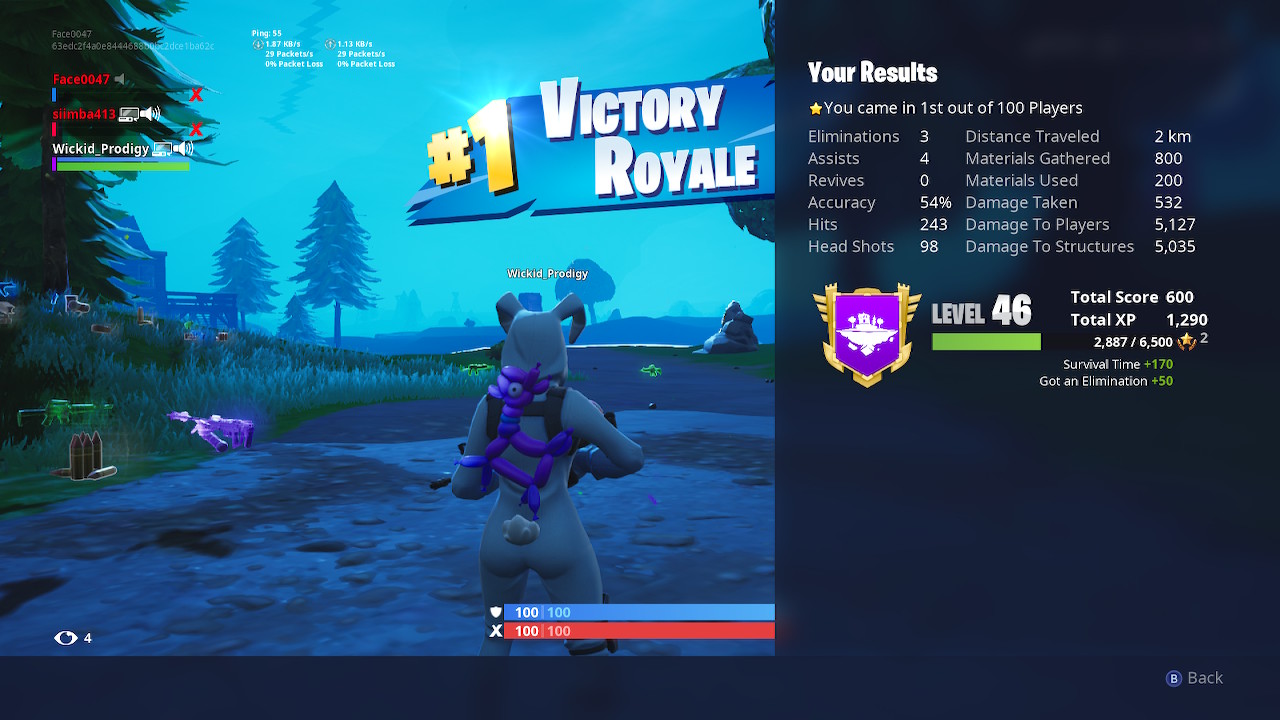 Face0047
Ping: 55
1.87 KB/s 1.13 KB/s
29 Packets/s 29 Packets/s
0% Packet Loss 0% Packet Loss
Face0047
siimba413
Wickid_Prodigy
#1 VICTORY ROYALE
Wickid_Prodigy
100 | 100
100 | 100
4
Your Results
You came in 1st out of 100 Players
Eliminations 3 Distance Traveled 2 km
Assists 4 Materials Gathered 800
Revives 0 Materials Used 200
Accuracy 54% Damage Taken 532
Hits 243 Damage To Players 5,127
Head Shots 98 Damage To Structures 5,035
LEVEL 46
Total Score 600
Total XP 1,290
2,887 / 6,500 2
Survival Time +170
Got an Elimination +50
B Back